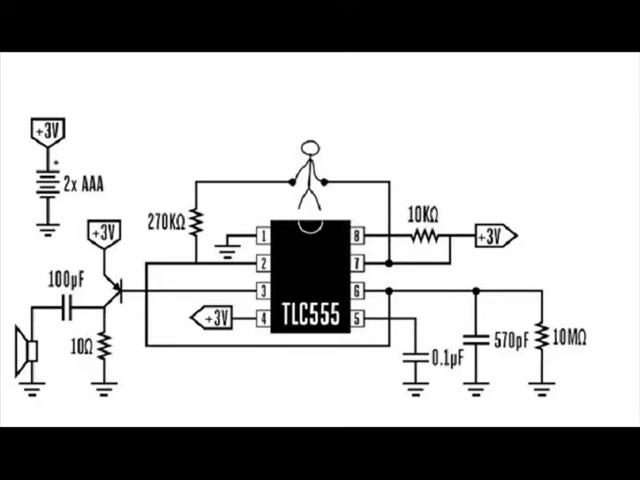 +3V
+
2x AAA
+3V
270KΩ
10KΩ
+3V
1
8
2
7
3
6
4
5
TLC555
+3V
100µF
10Ω
0.1µF
570pF
10MΩ